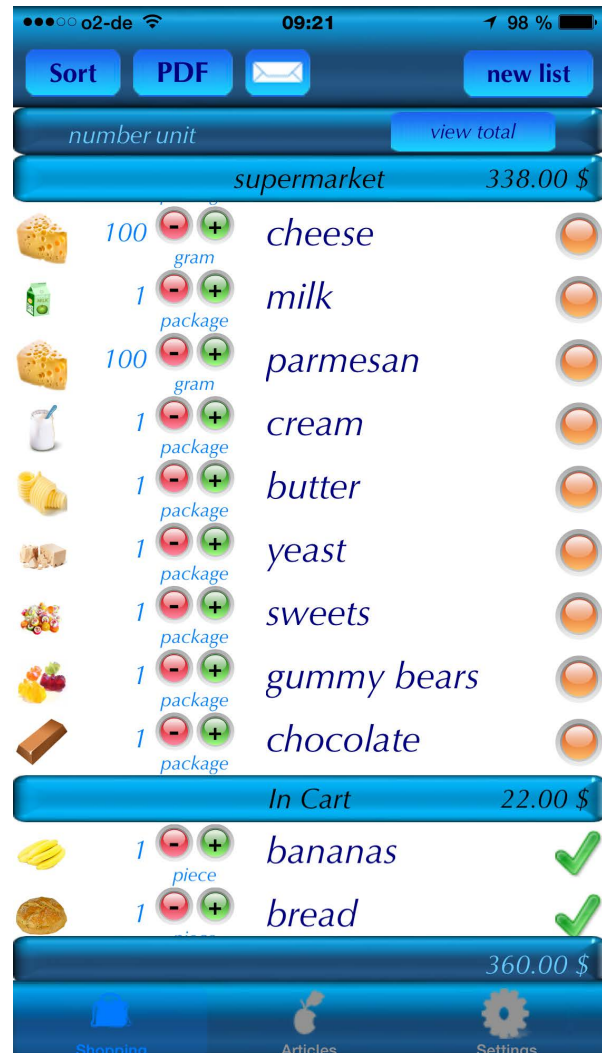 o2-de 09:21 98 %
Sort PDF new list
number unit view total
supermarket 338.00 $
100 - + cheese
gram
1 - + milk
package
100 - + parmesan
gram
1 - + cream
package
1 - + butter
package
1 - + yeast
package
1 - + sweets
package
1 - + gummy bears
package
1 - + chocolate
package
In Cart 22.00 $
1 - + bananas
piece
1 - + bread
360.00 $
Shopping Articles Settings